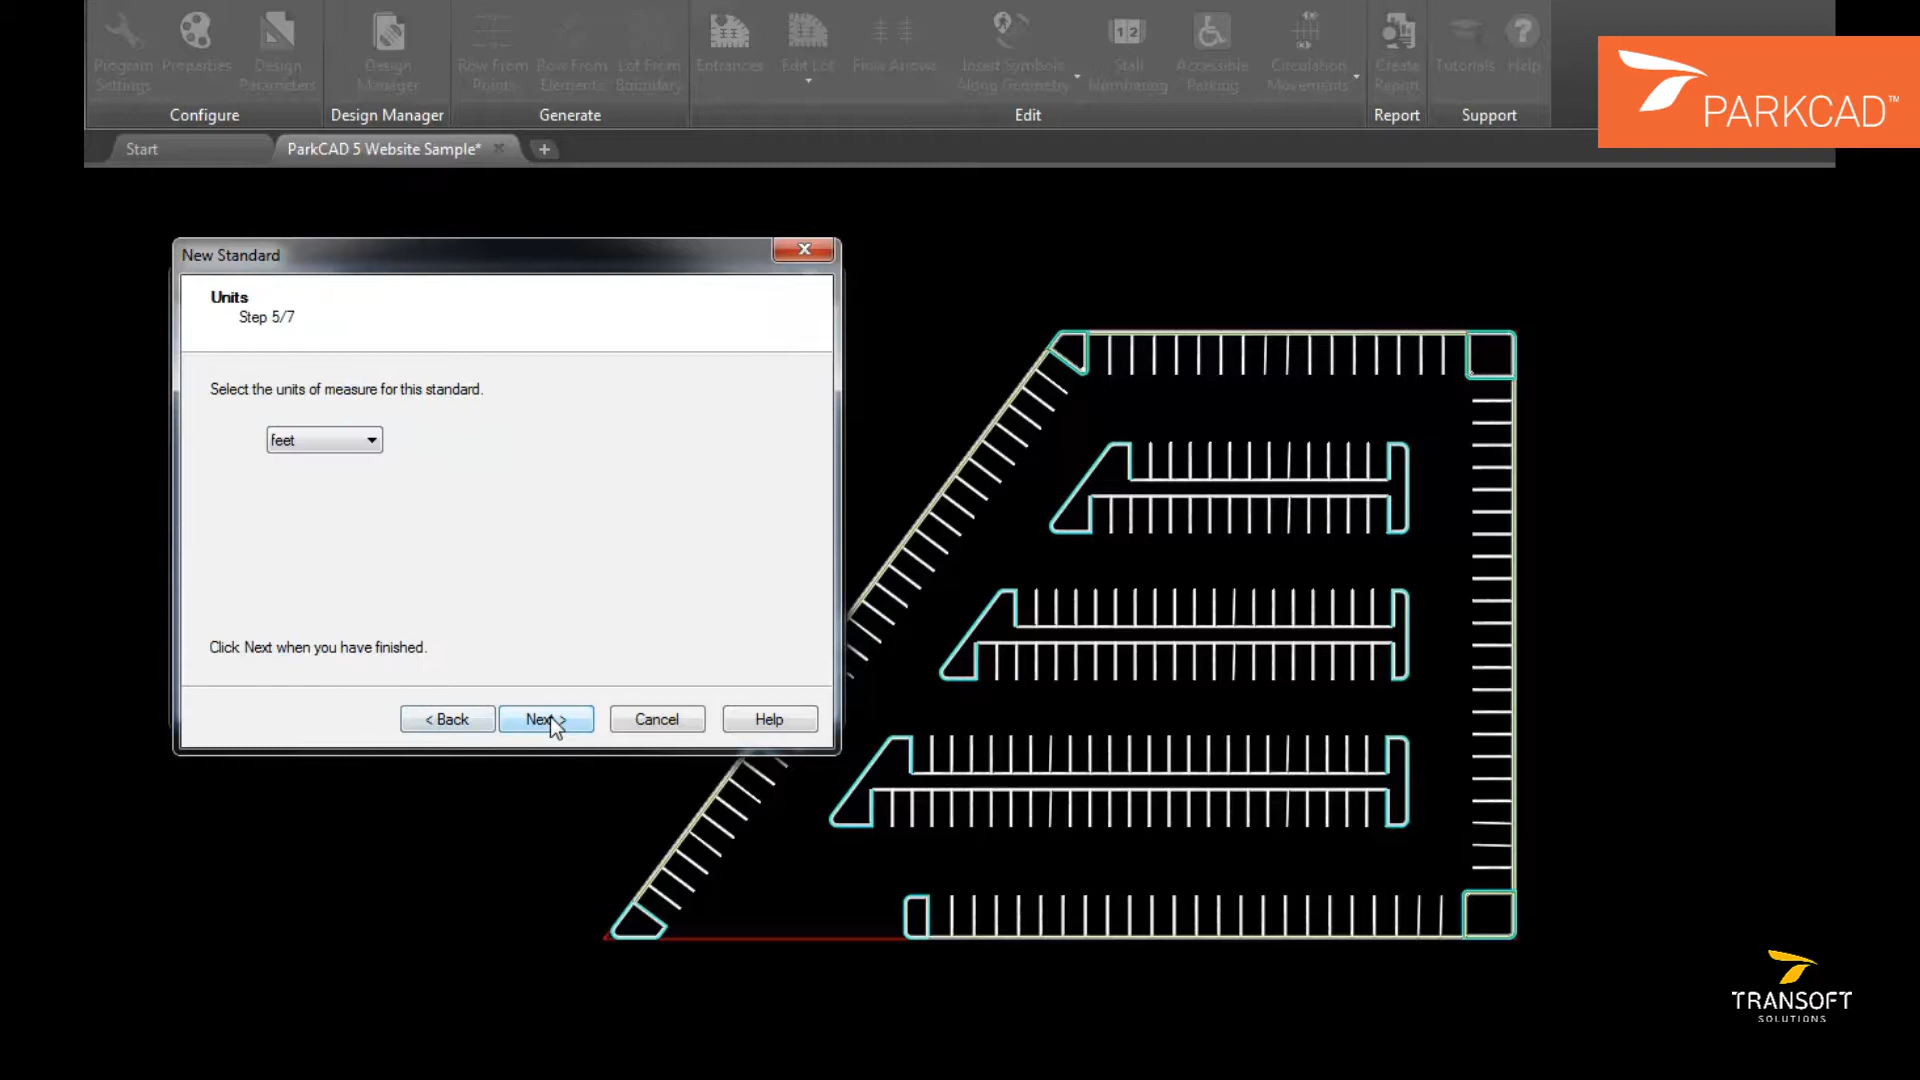 Program Settings
Properties
Design Parameters
Configure
Design Manager
Design Manager
Row From Points
Row From Elements
Lot From Boundary
Generate
Entrances
Edit Lot
Flow Arrows
Insert Symbols Along Geometry
1 2
Stall Numbering
Accessible Parking
Circulation Movements
Edit
Create Report
Report
Tutorials
?
Help
Support
PARKCAD™
Start
ParkCAD 5 Website Sample*
New Standard
Units
Step 5/7
Select the units of measure for this standard.
feet
Click Next when you have finished.
< Back
Next >
Cancel
Help
TRANSOFT
SOLUTIONS